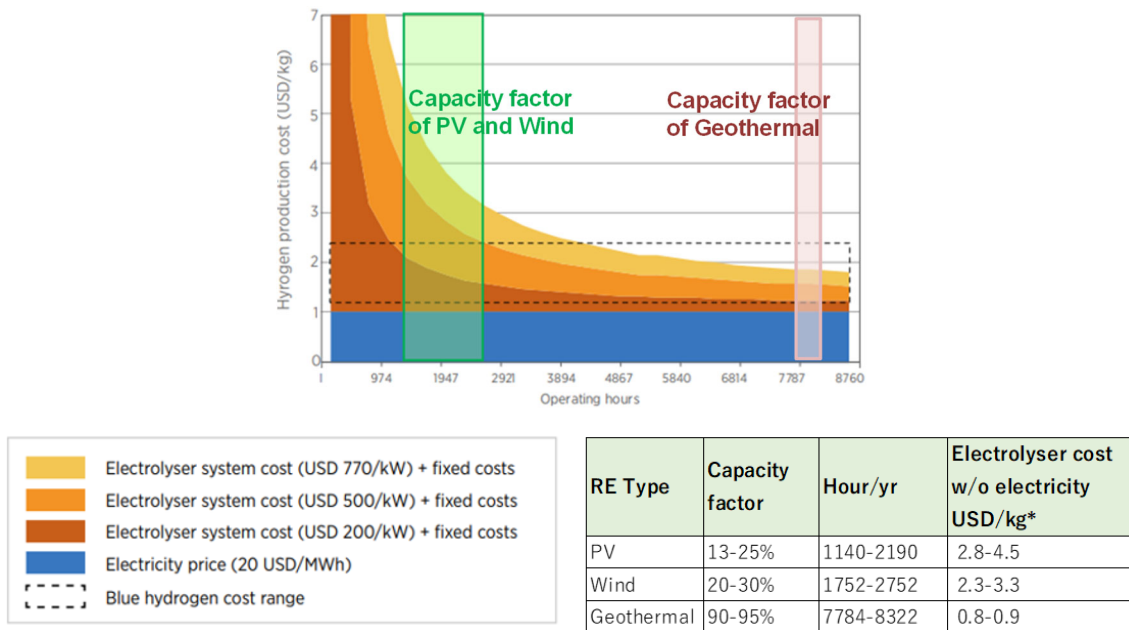 7
6
5
4
3
2
1
0
Hyrogen production cost (USD/kg)
Capacity factor
of PV and Wind
Capacity factor
of Geothermal
1 974 1947 2921 3894 4867 5840 6814 7787 8760
Operating hours
Electrolyser system cost (USD 770/kW) + fixed costs
Electrolyser system cost (USD 500/kW) + fixed costs
Electrolyser system cost (USD 200/kW) + fixed costs
Electricity price (20 USD/MWh)
Blue hydrogen cost range
RE Type
Capacity
factor
Hour/yr
Electrolyser cost
w/o electricity
USD/kg*
PV 13-25% 1140-2190 2.8-4.5
Wind 20-30% 1752-2752 2.3-3.3
Geothermal 90-95% 7784-8322 0.8-0.9